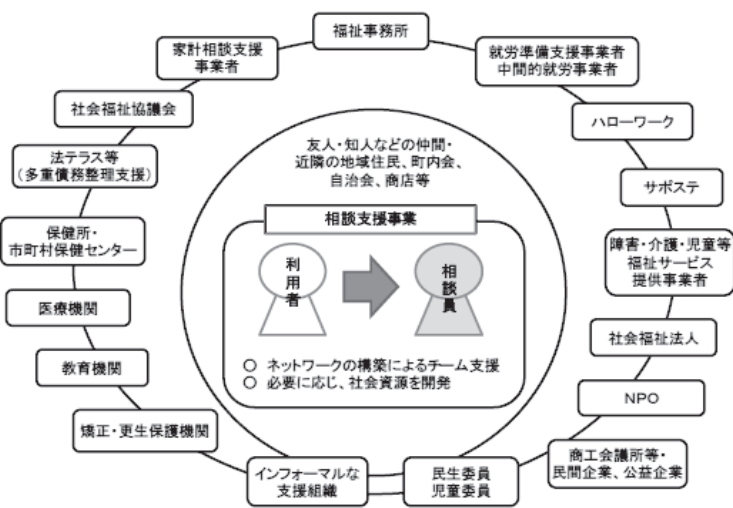 福祉事務所
家計相談支援
事業者
就労準備支援事業者
中間的就労事業者
社会福祉協議会
ハローワーク
法テラス等
（多重債務整理支援）
サポステ
保健所・
市町村保健センター
障害・介護・児童等
福祉サービス
提供事業者
医療機関
社会福祉法人
教育機関
NPO
矯正・更生保護機関
商工会議所等・
民間企業、公益企業
インフォーマルな
支援組織
民生委員
児童委員
友人・知人などの仲間・
近隣の地域住民、町内会、
自治会、商店等
相談支援事業
利用者
相談員
○ ネットワークの構築によるチーム支援
○ 必要に応じ、社会資源を開発